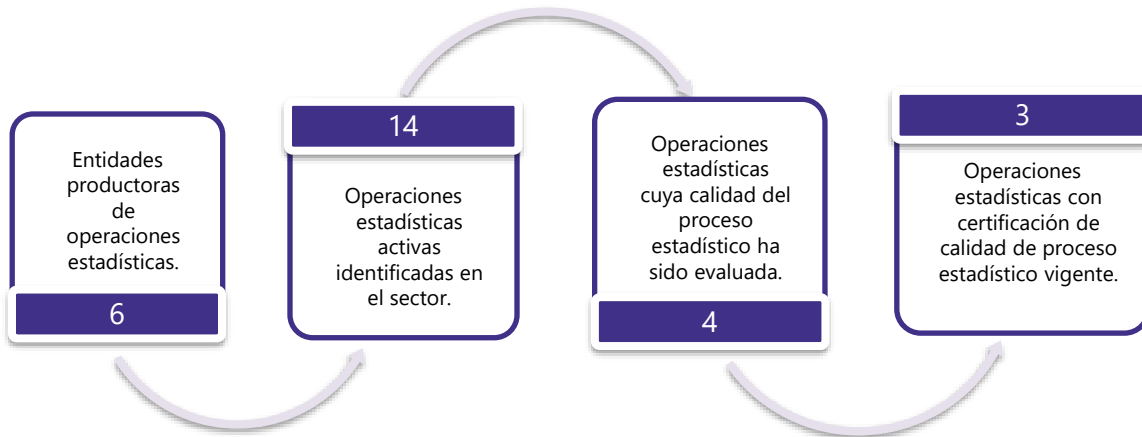 Entidades
productoras
de
operaciones
estadísticas.
6
14
Operaciones
estadísticas
activas
identificadas en
el sector.
Operaciones
estadísticas
cuya calidad del
proceso
estadístico ha
sido evaluada.
4
3
Operaciones
estadísticas con
certificación de
calidad de proceso
estadístico vigente.